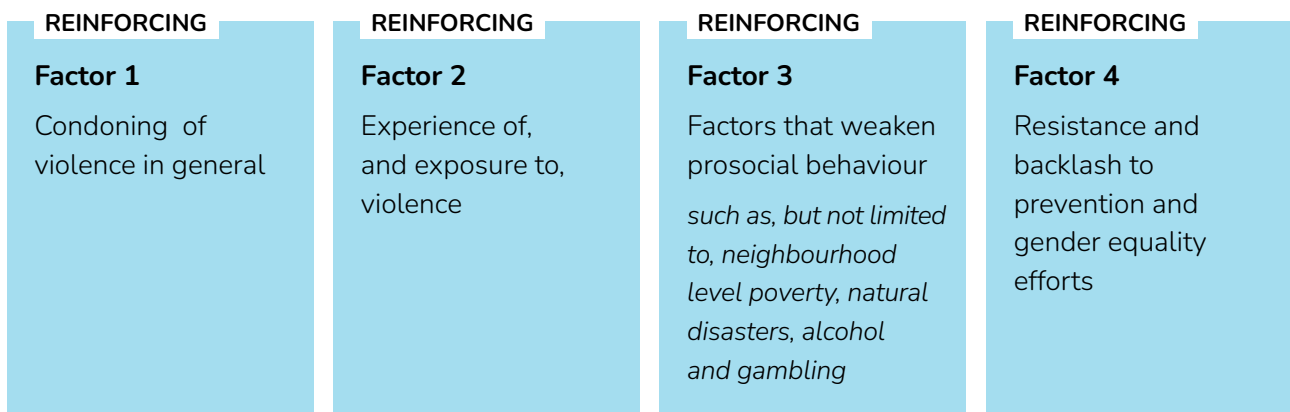 REINFORCING
Factor 1
Condoning of
violence in general
REINFORCING
Factor 2
Experience of,
and exposure to,
violence
REINFORCING
Factor 3
Factors that weaken
prosocial behaviour
such as, but not limited
to, neighbourhood
level poverty, natural
disasters, alcohol
and gambling
REINFORCING
Factor 4
Resistance and
backlash to
prevention and
gender equality
efforts